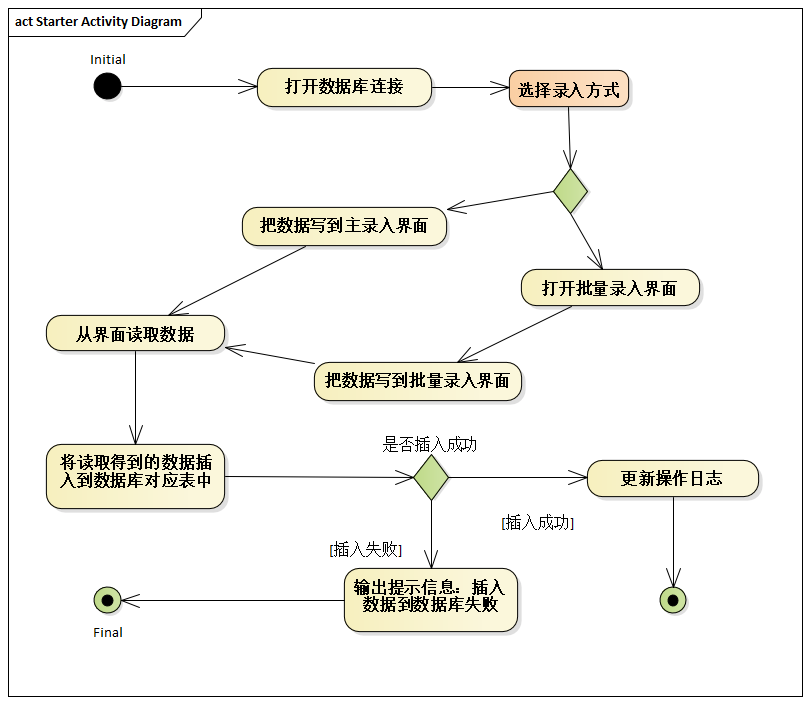 act Starter Activity Diagram
Initial
打开数据库连接
选择录入方式
把数据写到主录入界面
打开批量录入界面
从界面读取数据
把数据写到批量录入界面
是否插入成功
将读取得到的数据插
入到数据库对应表中
更新操作日志
[插入成功]
[插入失败]
输出提示信息：插入
数据到数据库失败
Final